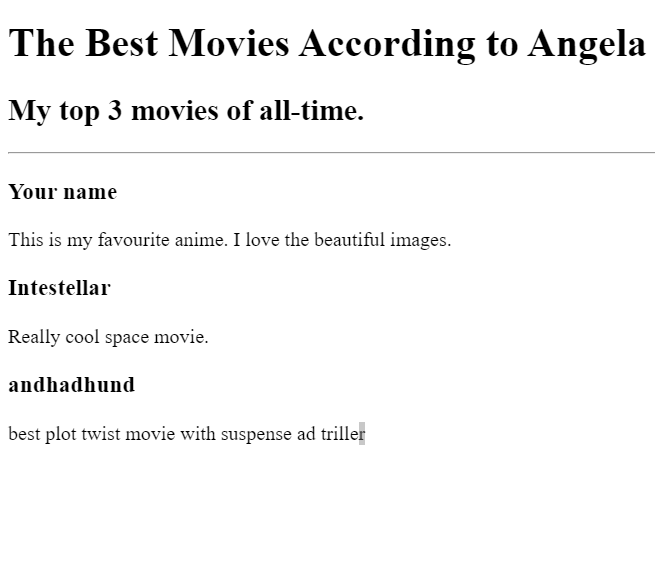 The Best Movies According to Angela
My top 3 movies of all-time.
Your name
This is my favourite anime. I love the beautiful images.
Intestellar
Really cool space movie.
andhadhund
best plot twist movie with suspense ad triller